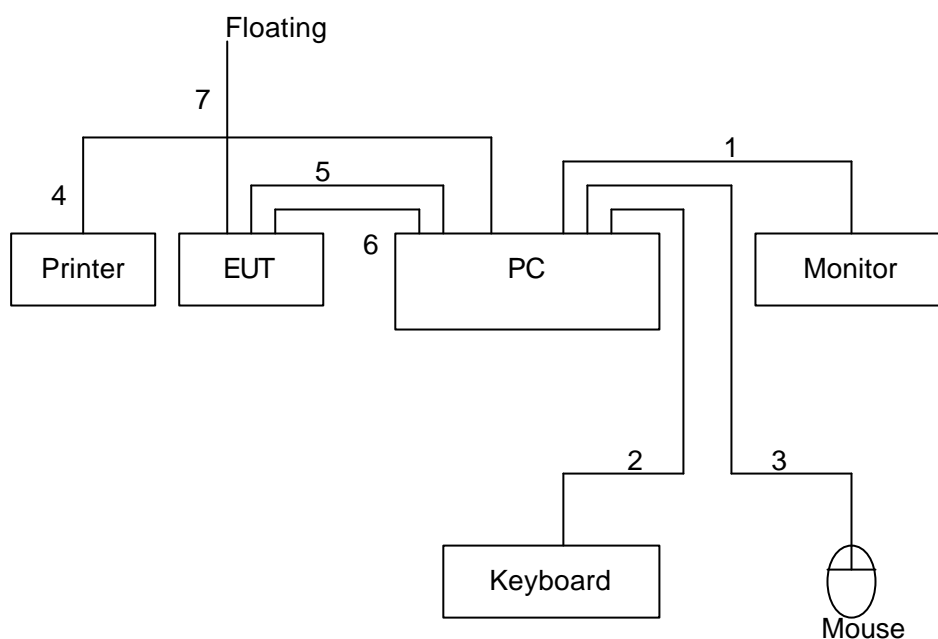 Floating
7
1
5
4
6
Printer
EUT
PC
Monitor
2
3
Keyboard
Mouse